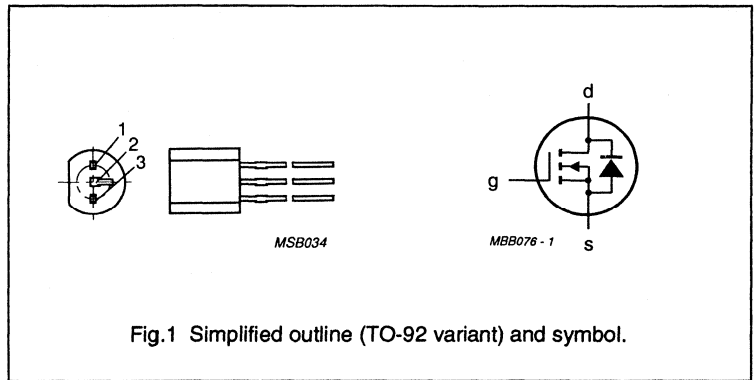 1
2
3
MSB034
d
g
s
MBB076 - 1
Fig.1 Simplified outline (TO-92 variant) and symbol.